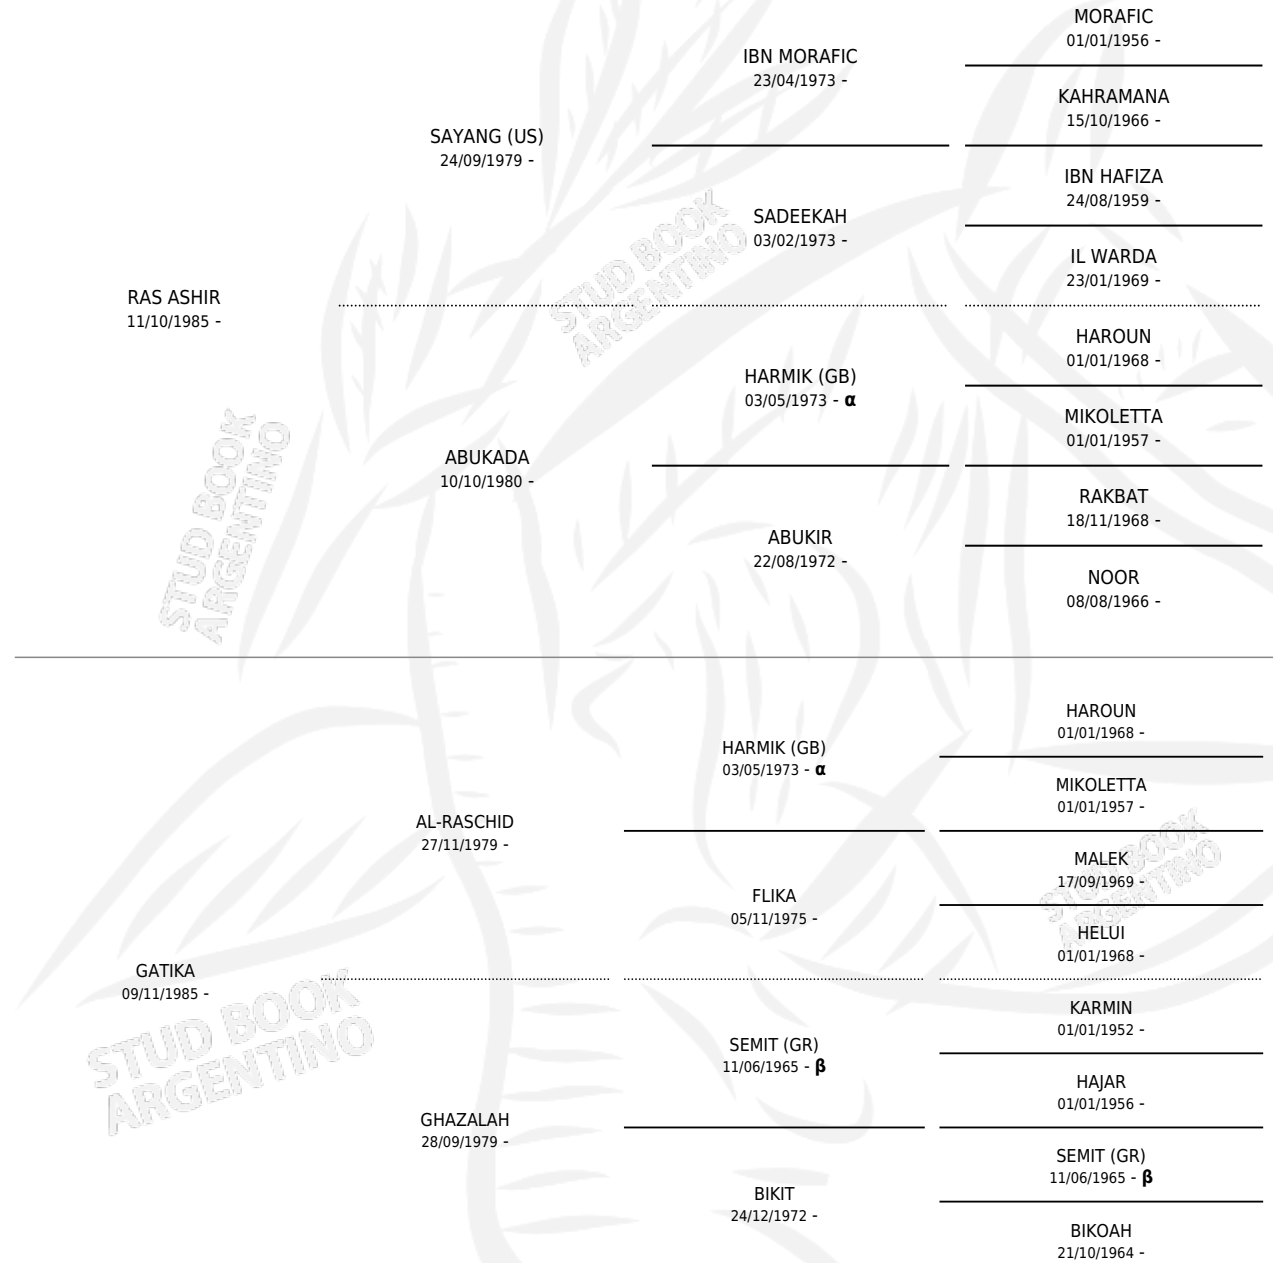 MORAFIC
01/01/1956 -
IBN MORAFIC
23/04/1973 -
KAHRAMANA
15/10/1966 -
SAYANG (US)
24/09/1979 -
IBN HAFIZA
24/08/1959 -
SADEEKAH
03/02/1973 -
IL WARDA
23/01/1969 -
STUD BOOK
ARGENTINO
RAS ASHIR
11/10/1985 -
HAROUN
01/01/1968 -
HARMIK (GB)
03/05/1973 - α
MIKOLETTA
01/01/1957 -
ABUKADA
10/10/1980 -
STUD BOOK
ARGENTINO
RAKBAT
18/11/1968 -
ABUKIR
22/08/1972 -
NOOR
08/08/1966 -
HAROUN
01/01/1968 -
HARMIK (GB)
03/05/1973 - α
MIKOLETTA
01/01/1957 -
AL-RASCHID
27/11/1979 -
STUD BOOK
ARGENTINO
MALEK
17/09/1969 -
FLIKA
05/11/1975 -
HELUI
01/01/1968 -
GATIKA
09/11/1985 -
STUD BOOK
ARGENTINO
KARMIN
01/01/1952 -
SEMIT (GR)
11/06/1965 - β
HAJAR
01/01/1956 -
GHAZALAH
28/09/1979 -
SEMIT (GR)
11/06/1965 - β
BIKIT
24/12/1972 -
BIKOAH
21/10/1964 -